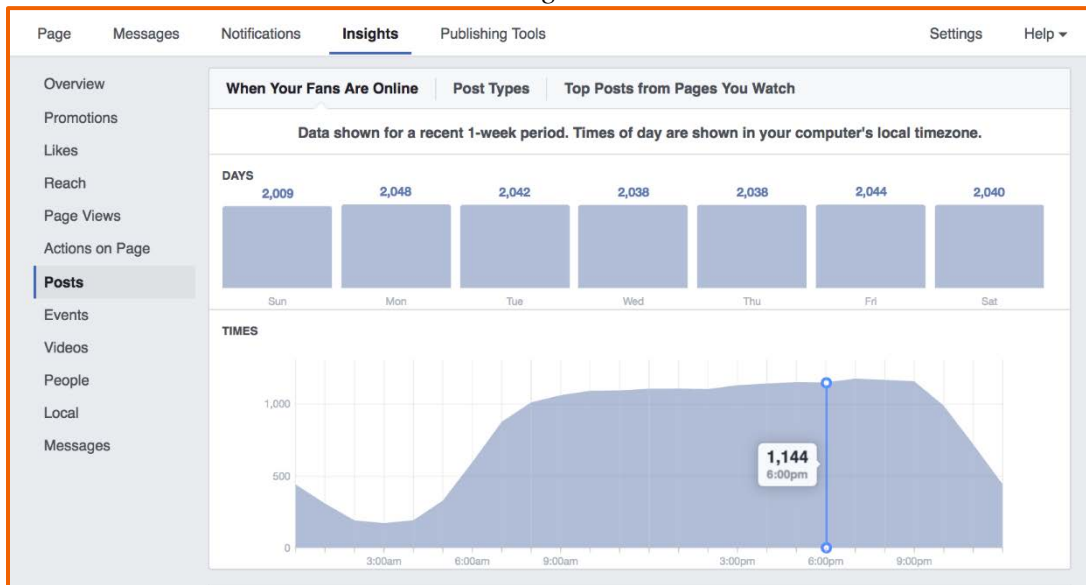 Page Messages Notifications Insights Publishing Tools Settings Help
Overview
Promotions
Likes
Reach
Page Views
Actions on Page
Posts
Events
Videos
People
Local
Messages
When Your Fans Are Online Post Types Top Posts from Pages You Watch
Data shown for a recent 1-week period. Times of day are shown in your computer's local timezone.
DAYS
2,009 2,048 2,042 2,038 2,038 2,044 2,040
Sun Mon Tue Wed Thu Fri Sat
TIMES
1,000
500
0
1,144
6:00pm
3:00am 6:00am 9:00am 3:00pm 6:00pm 9:00pm